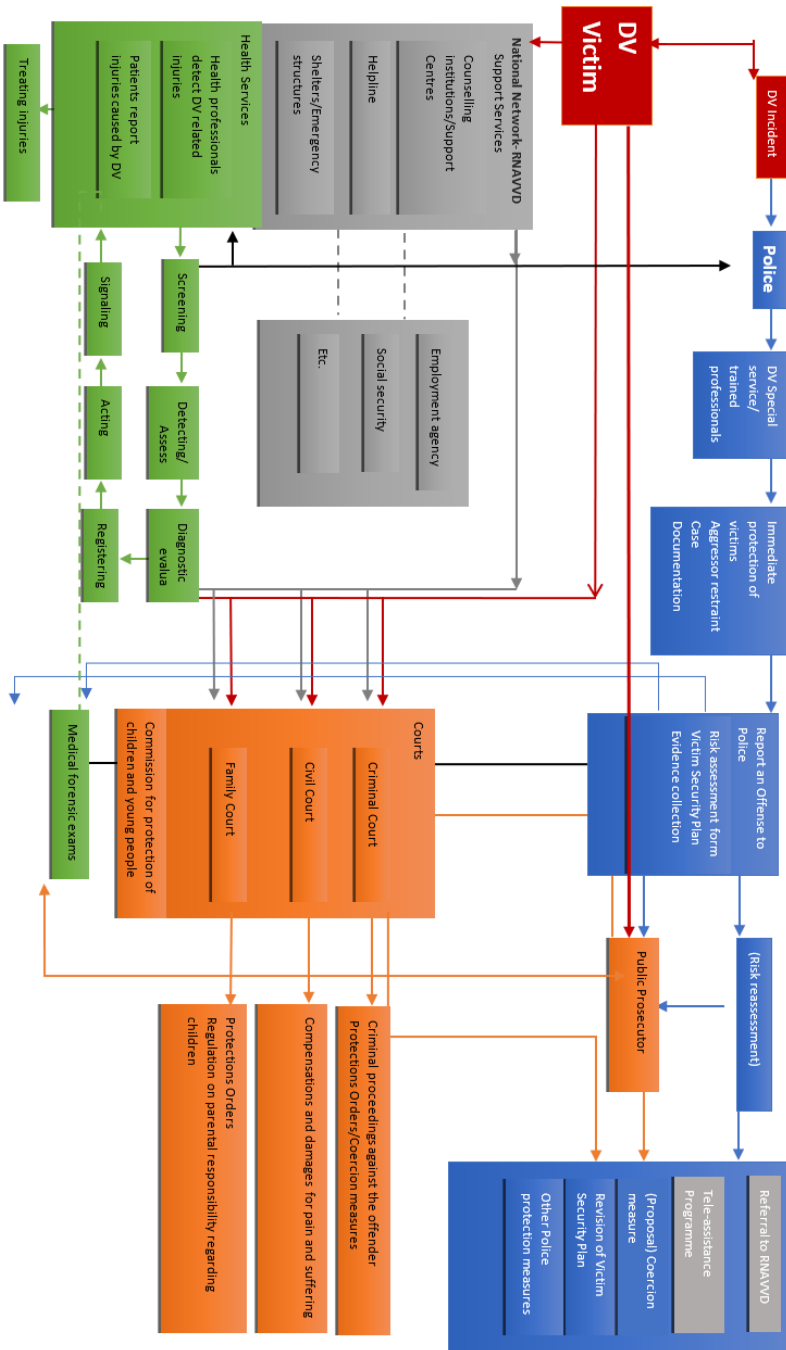 DV Incident
Police
DV Special
service/
trained
professionals
Immediate
protection of
victims
Aggressor restraint
Case
Documentation
Report an Offense to
Police
Risk assessment form
Victim Security Plan
Evidence collection
(Risk reassessment)
Referral to RNAVVD
Tele-assistance
Programme
(Proposal) Coercion
measure
Revision of Victim
Security Plan
Other Police
protection measures
DV
Victim
Public Prosecutor
National Network- RNAVVD
Support Services
Counselling
institutions/Support
Centres
Helpline
Shelters/Emergency
structures
Employment agency
Social security
Etc.
Courts
Criminal Court
Civil Court
Family Court
Commission for protection of
children and young people
Criminal proceedings against the offender
Protections Orders/Coercion measures
Compensations and damages for pain and suffering
Protections Orders
Regulation on parental responsibility regarding
children
Health Services
Health professionals
detect DV related
injuries
Patients report
injuries caused by DV
Screening
Detecting/
Assess
Diagnostic
evalua
Signaling
Acting
Registering
Medical forensic exams
Treating injuries